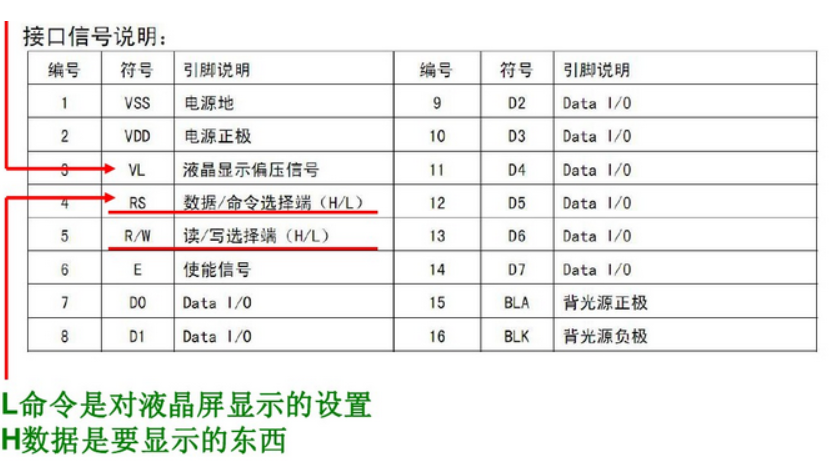 接口信号说明:
编号 符号 引脚说明 编号 符号 引脚说明
1 VSS 电源地 9 D2 Data I/O
2 VDD 电源正极 10 D3 Data I/O
3 VL 液晶显示偏压信号 11 D4 Data I/O
4 RS 数据/命令选择端 (H/L) 12 D5 Data I/O
5 R/W 读/写选择端 (H/L) 13 D6 Data I/O
6 E 使能信号 14 D7 Data I/O
7 D0 Data I/O 15 BLA 背光源正极
8 D1 Data I/O 16 BLK 背光源负极
L命令是对液晶屏显示的设置
H数据是要显示的东西